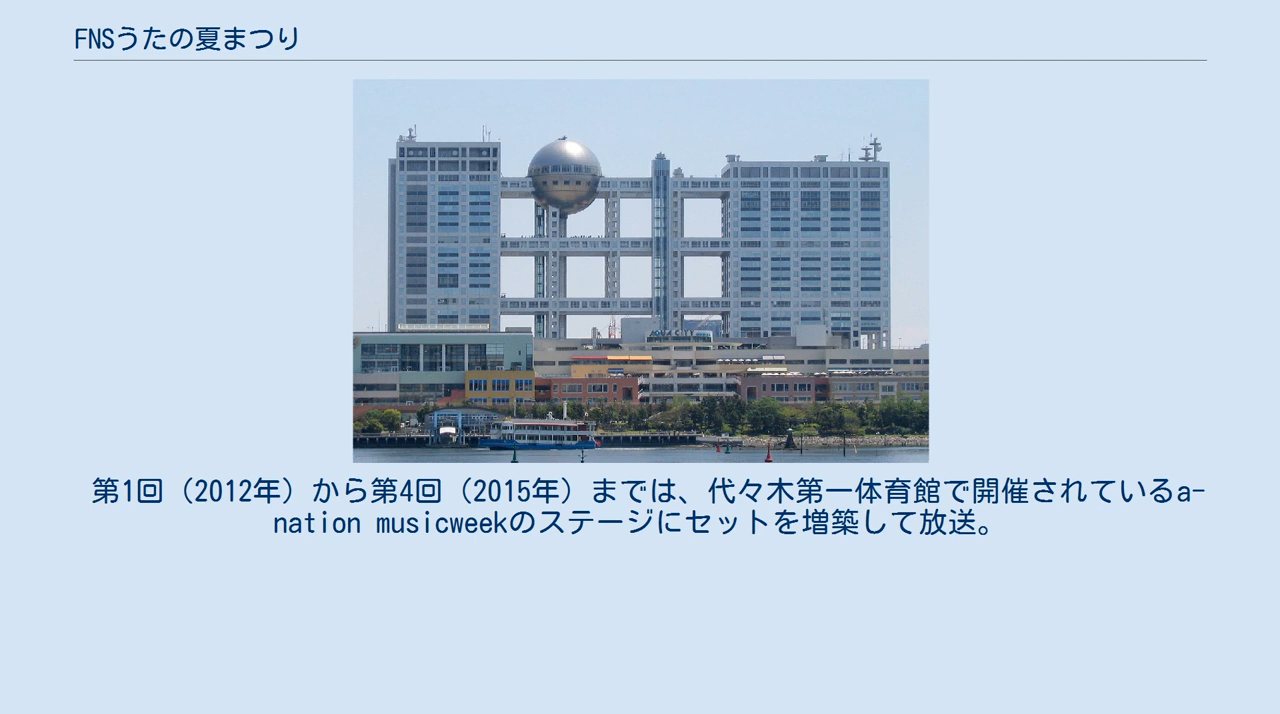 FNSうたの夏まつり
AQUA CITY
第1回（2012年）から第4回（2015年）までは、代々木第一体育館で開催されているa-
nation musicweekのステージにセットを増築して放送。